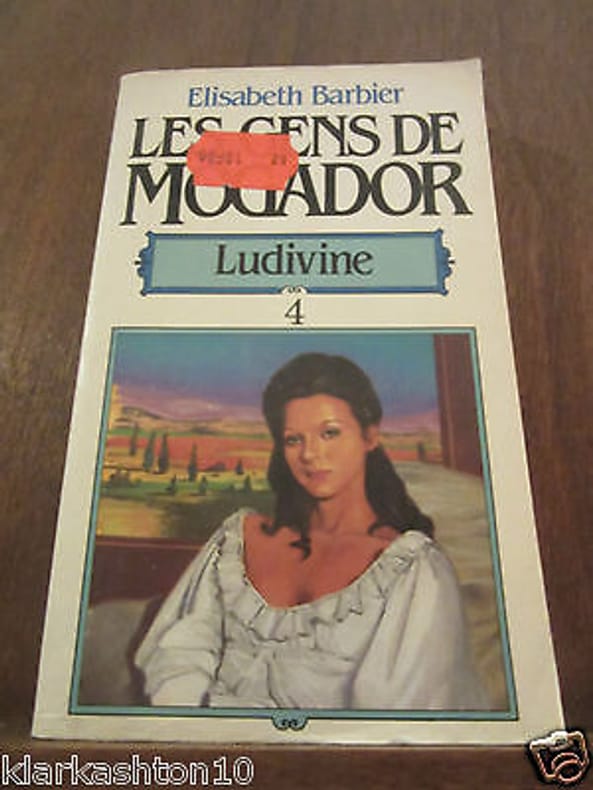 Elisabeth Barbier
LES GENS DE
MOGADOR
Ludivine
4
klarkashton10